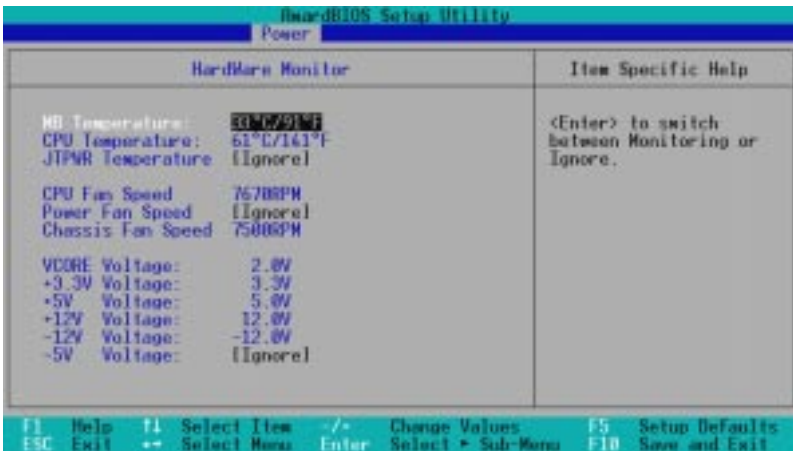 AwardBIOS Setup Utility
Power
HardWare Monitor
Item Specific Help
MB Temperature: 33°C/91°F
CPU Temperature: 61°C/141°F
JTPWR Temperature [Ignore]
CPU Fan Speed 7670RPM
Power Fan Speed [Ignore]
Chassis Fan Speed 7500RPM
VCORE Voltage: 2.0V
+3.3V Voltage: 3.3V
+5V Voltage: 5.0V
+12V Voltage: 12.0V
-12V Voltage: -12.0V
-5V Voltage: [Ignore]
<Enter> to switch
between Monitoring or
Ignore.
F1 Help ↑↓ Select Item -/+ Change Values F5 Setup Defaults
ESC Exit ←→ Select Menu Enter Select ► Sub-Menu F10 Save and Exit